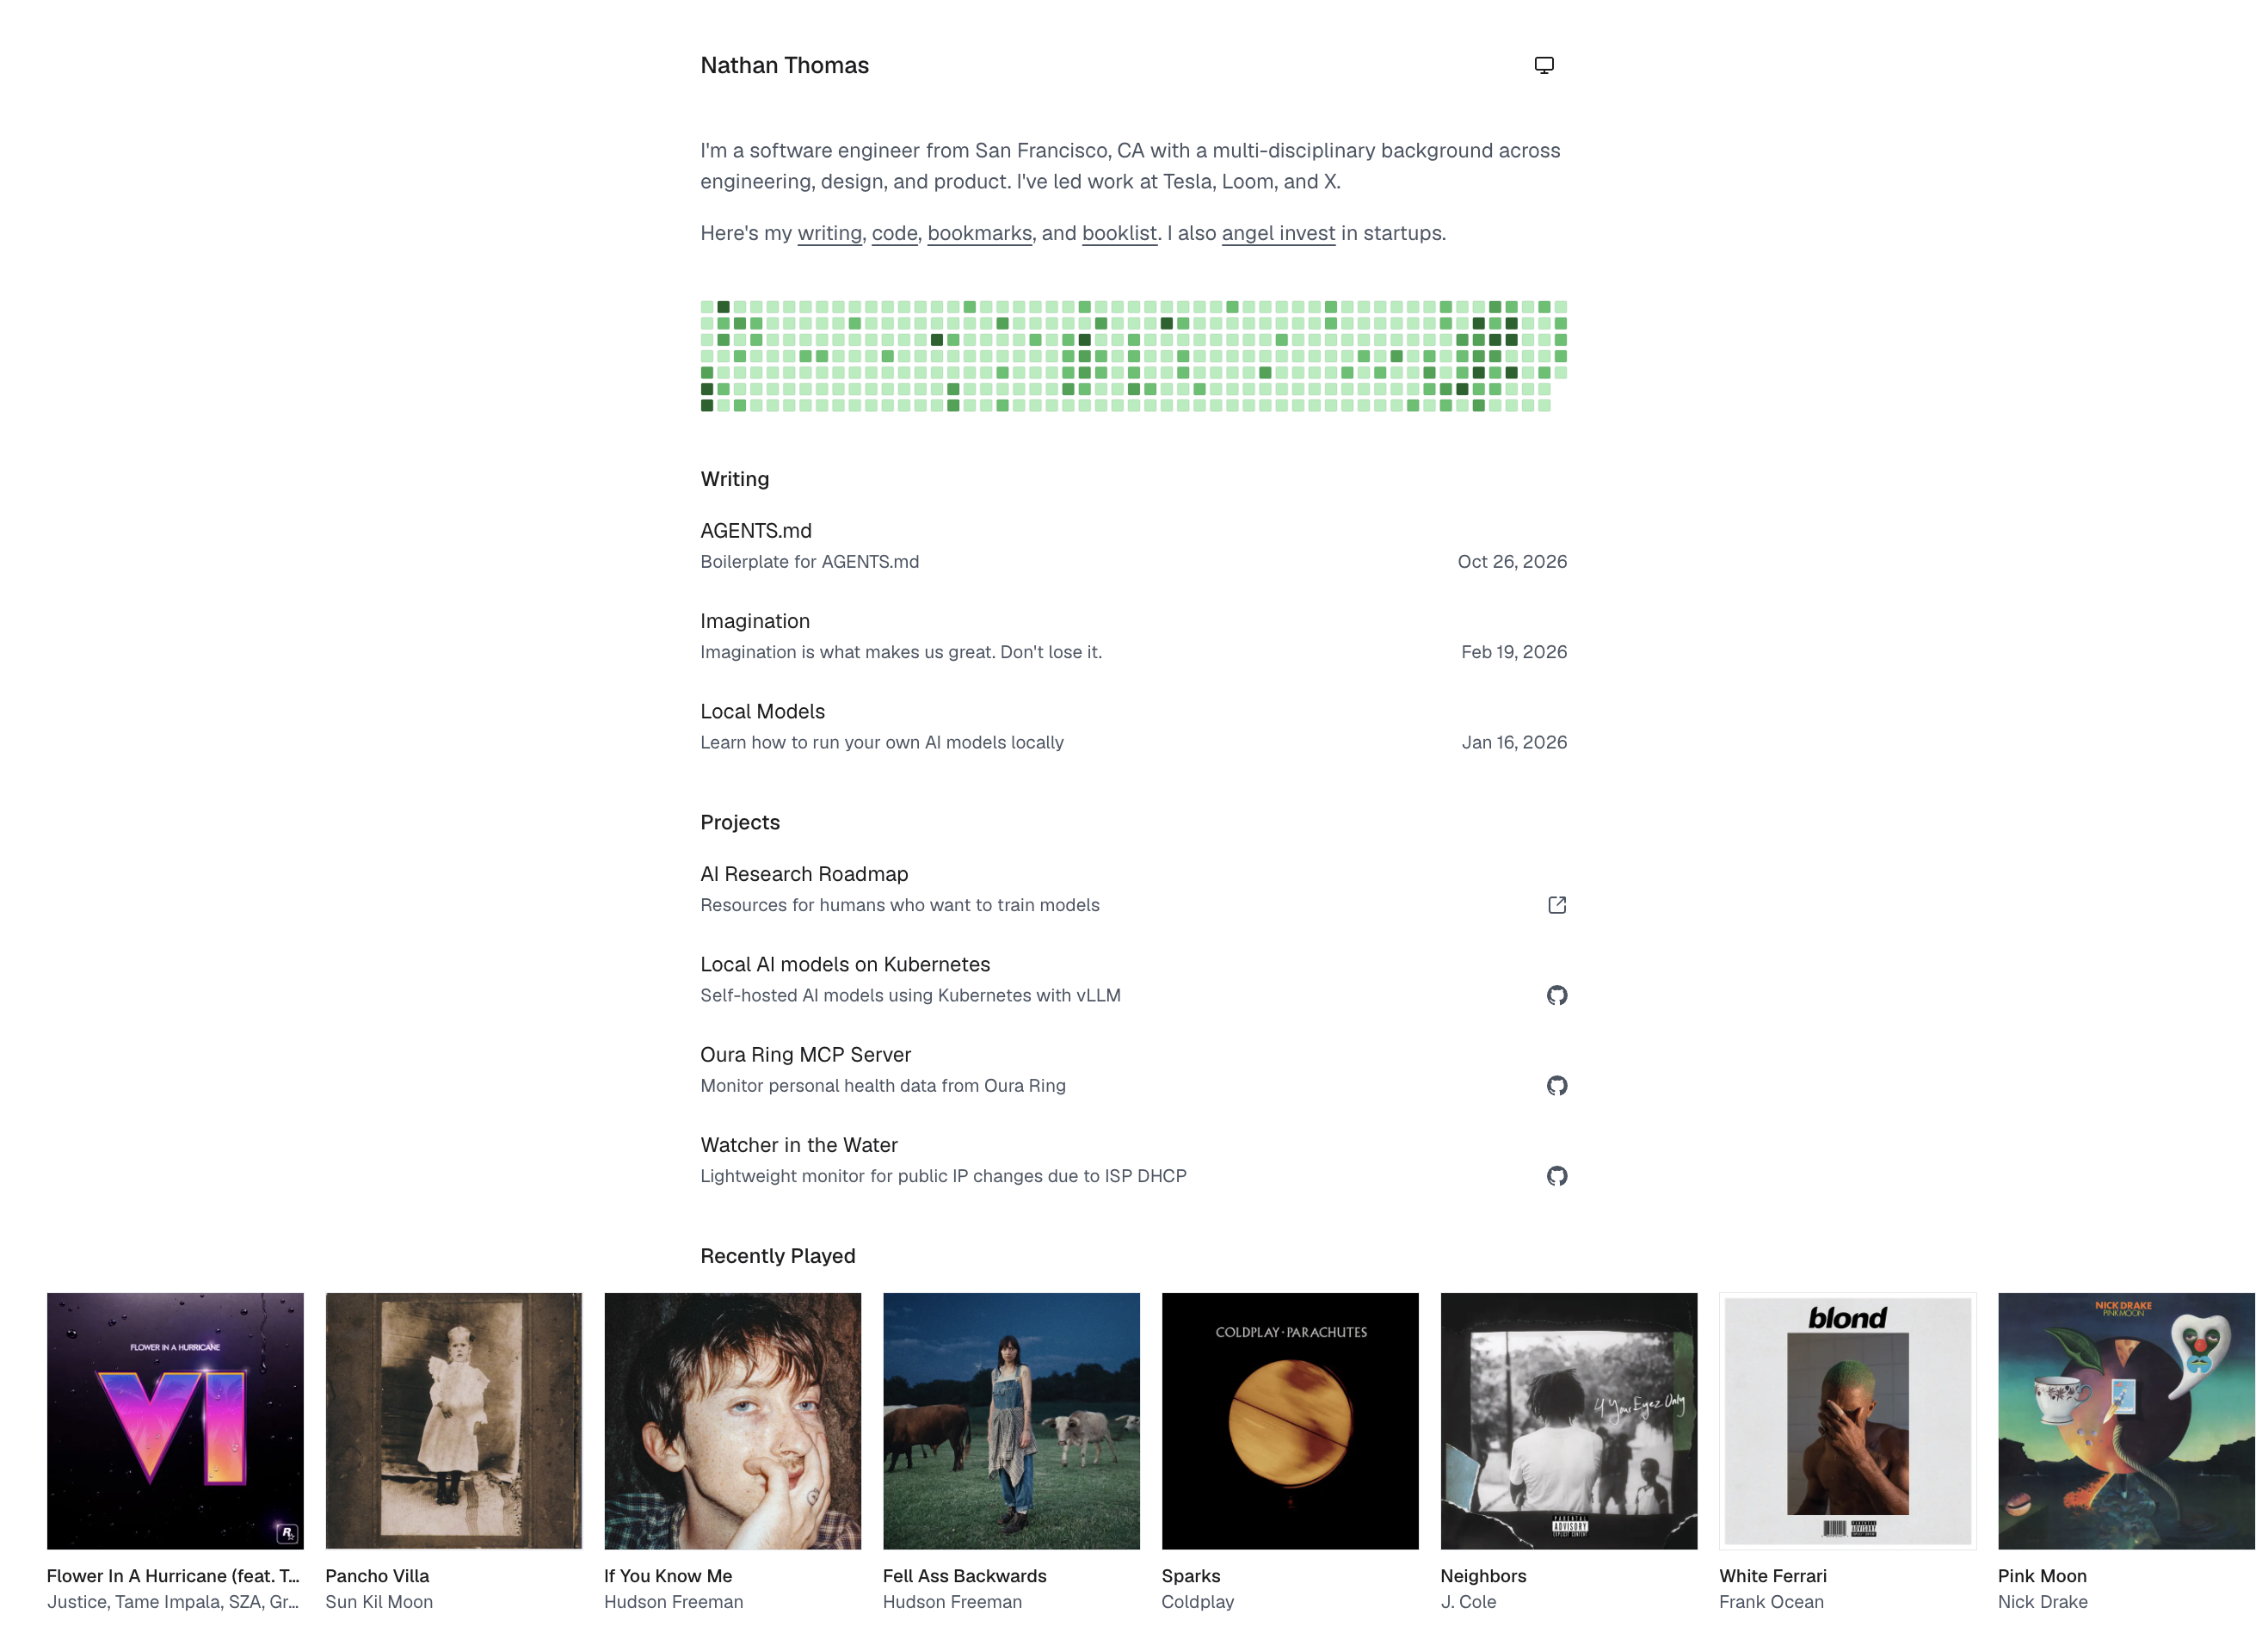 Nathan Thomas
I'm a software engineer from San Francisco, CA with a multi-disciplinary background across
engineering, design, and product. I've led work at Tesla, Loom, and X.
Here's my writing, code, bookmarks, and booklist. I also angel invest in startups.
Writing
AGENTS.md
Boilerplate for AGENTS.md
Oct 26, 2026
Imagination
Imagination is what makes us great. Don't lose it.
Feb 19, 2026
Local Models
Learn how to run your own AI models locally
Jan 16, 2026
Projects
AI Research Roadmap
Resources for humans who want to train models
Local AI models on Kubernetes
Self-hosted AI models using Kubernetes with vLLM
Oura Ring MCP Server
Monitor personal health data from Oura Ring
Watcher in the Water
Lightweight monitor for public IP changes due to ISP DHCP
Recently Played
FLOWER IN A HURRICANE
VI
R
Flower In A Hurricane (feat. T...
Justice, Tame Impala, SZA, Gr...
Pancho Villa
Sun Kil Moon
If You Know Me
Hudson Freeman
Fell Ass Backwards
Hudson Freeman
COLDPLAY · PARACHUTES
Sparks
Coldplay
4 Your Eyez Only
PARENTAL
ADVISORY
EXPLICIT CONTENT
Neighbors
J. Cole
blond
ADVISORY
White Ferrari
Frank Ocean
NICK DRAKE
PINK MOON
Pink Moon
Nick Drake